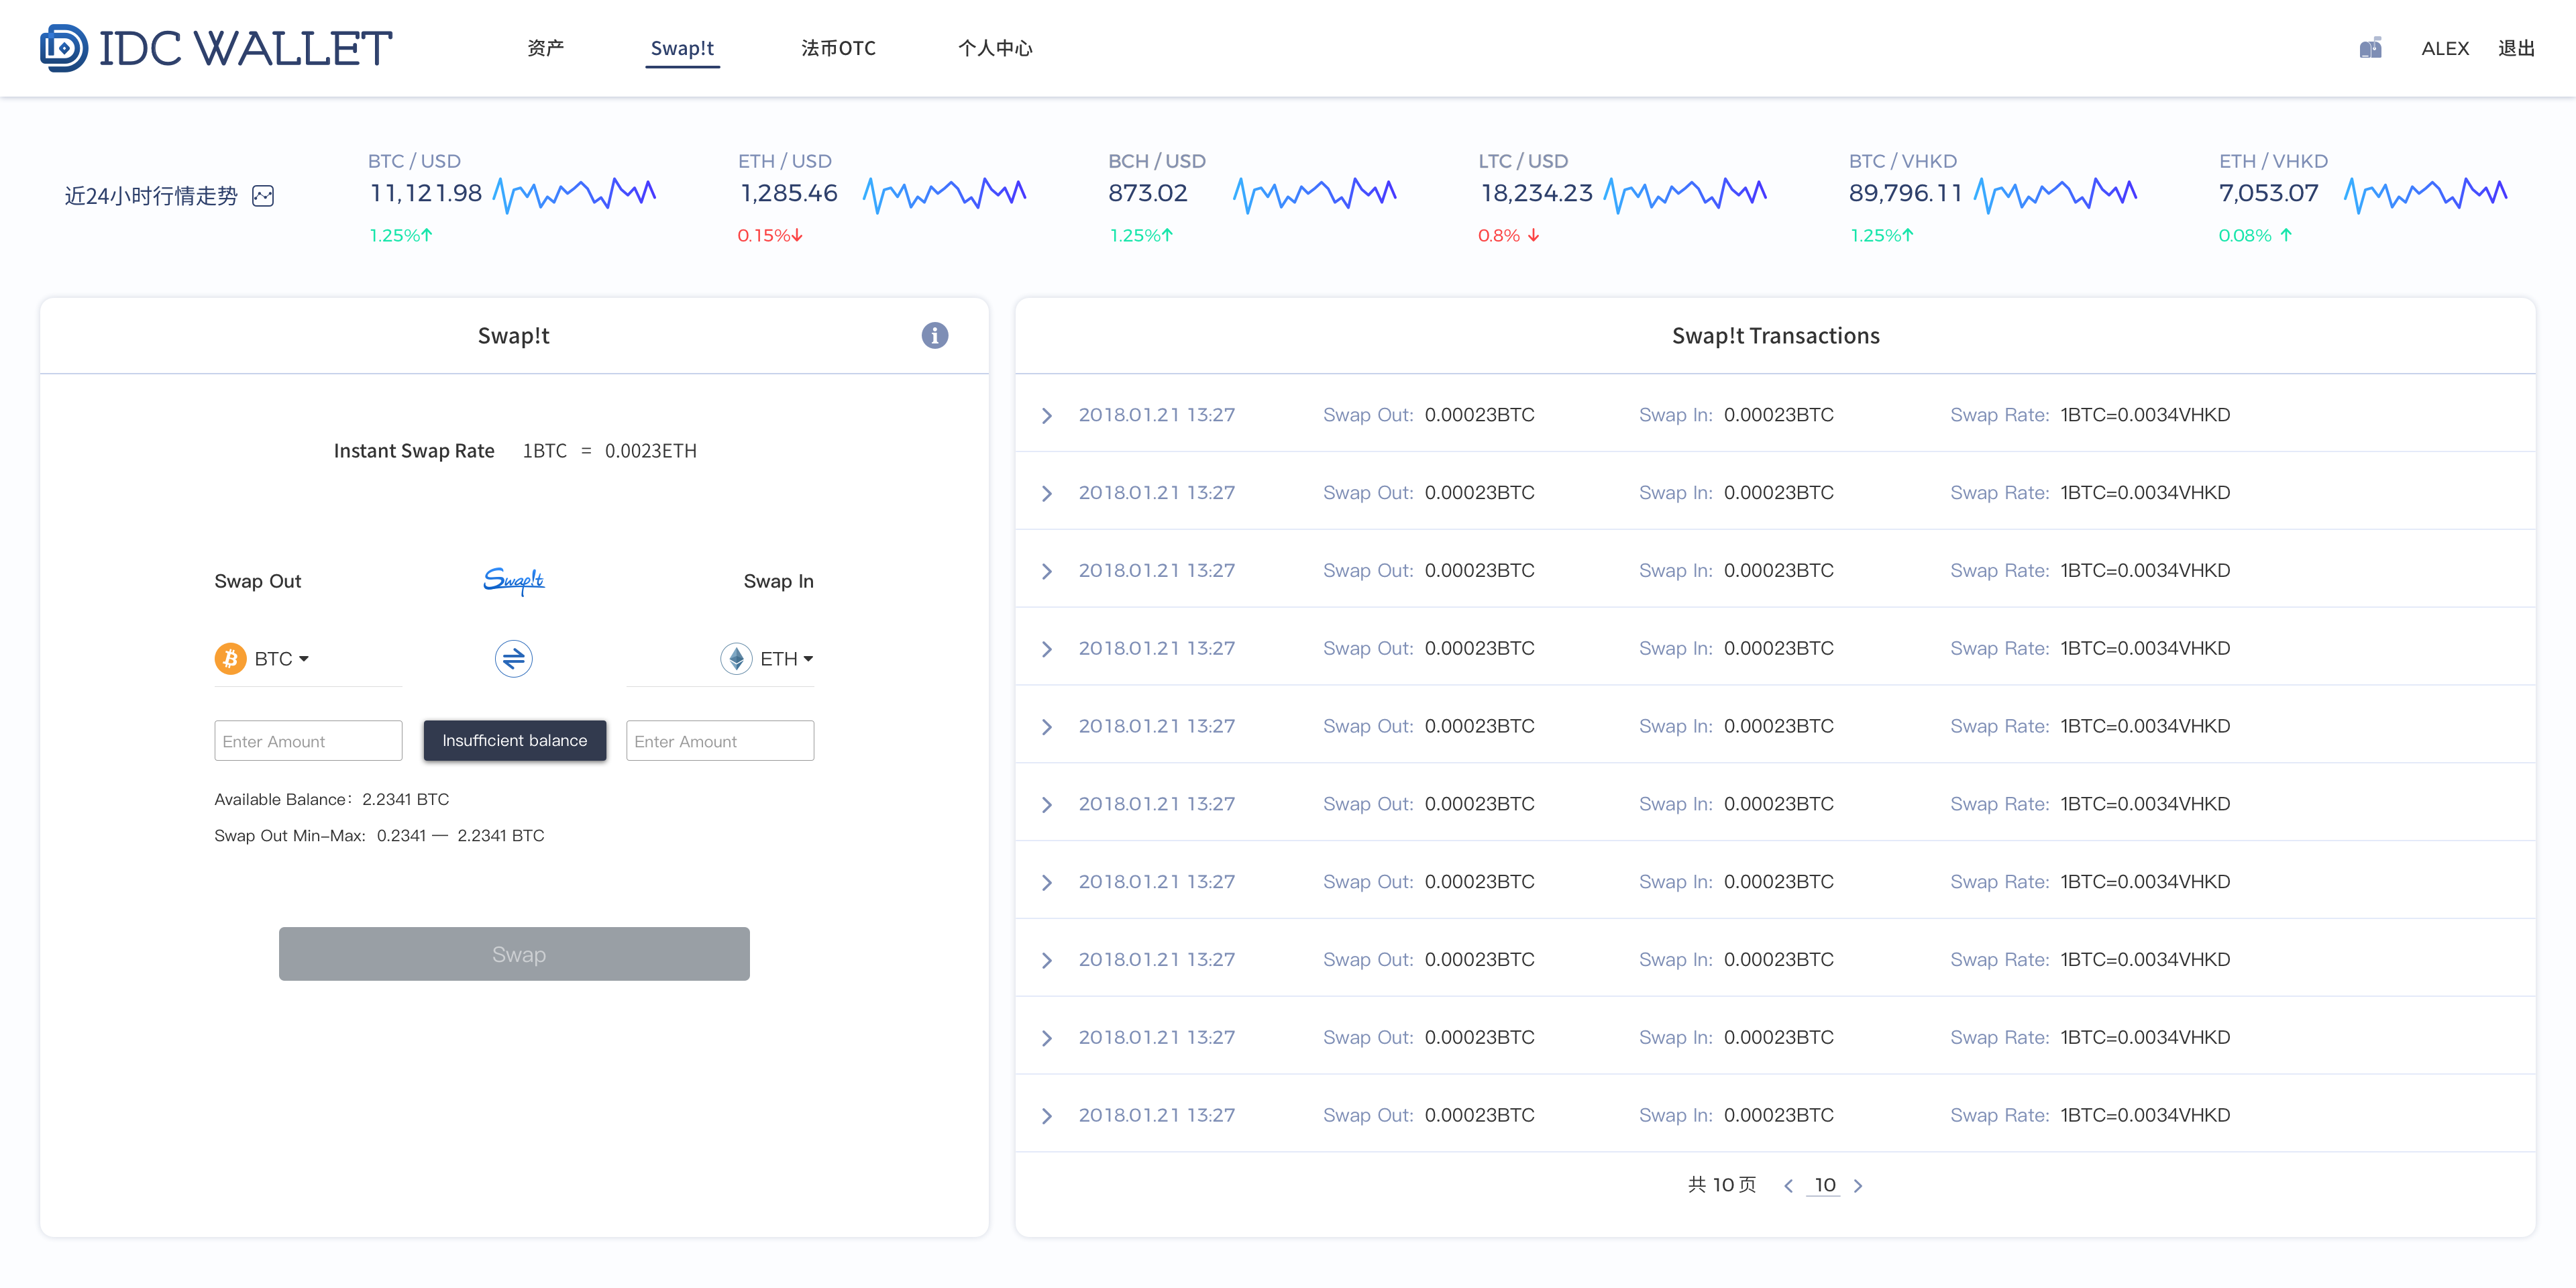 IDC WALLET 资产 Swap!t 法币OTC 个人中心 ALEX 退出
BTC / USD ETH / USD BCH / USD LTC / USD BTC / VHKD ETH / VHKD
近24小时行情走势 11,121.98 1,285.46 873.02 18,234.23 89,796.11 7,053.07
1.25%↑ 0.15%↓ 1.25%↑ 0.8% ↓ 1.25%↑ 0.08% ↑
Swap!t
Instant Swap Rate 1BTC = 0.0023ETH
Swap Out Swap!t Swap In
BTC ETH
Enter Amount Insufficient balance Enter Amount
Available Balance： 2.2341 BTC
Swap Out Min–Max: 0.2341 — 2.2341 BTC
Swap
Swap!t Transactions
2018.01.21 13:27 Swap Out: 0.00023BTC Swap In: 0.00023BTC Swap Rate: 1BTC=0.0034VHKD
2018.01.21 13:27 Swap Out: 0.00023BTC Swap In: 0.00023BTC Swap Rate: 1BTC=0.0034VHKD
2018.01.21 13:27 Swap Out: 0.00023BTC Swap In: 0.00023BTC Swap Rate: 1BTC=0.0034VHKD
2018.01.21 13:27 Swap Out: 0.00023BTC Swap In: 0.00023BTC Swap Rate: 1BTC=0.0034VHKD
2018.01.21 13:27 Swap Out: 0.00023BTC Swap In: 0.00023BTC Swap Rate: 1BTC=0.0034VHKD
2018.01.21 13:27 Swap Out: 0.00023BTC Swap In: 0.00023BTC Swap Rate: 1BTC=0.0034VHKD
2018.01.21 13:27 Swap Out: 0.00023BTC Swap In: 0.00023BTC Swap Rate: 1BTC=0.0034VHKD
2018.01.21 13:27 Swap Out: 0.00023BTC Swap In: 0.00023BTC Swap Rate: 1BTC=0.0034VHKD
2018.01.21 13:27 Swap Out: 0.00023BTC Swap In: 0.00023BTC Swap Rate: 1BTC=0.0034VHKD
2018.01.21 13:27 Swap Out: 0.00023BTC Swap In: 0.00023BTC Swap Rate: 1BTC=0.0034VHKD
共 10 页 < 10 >